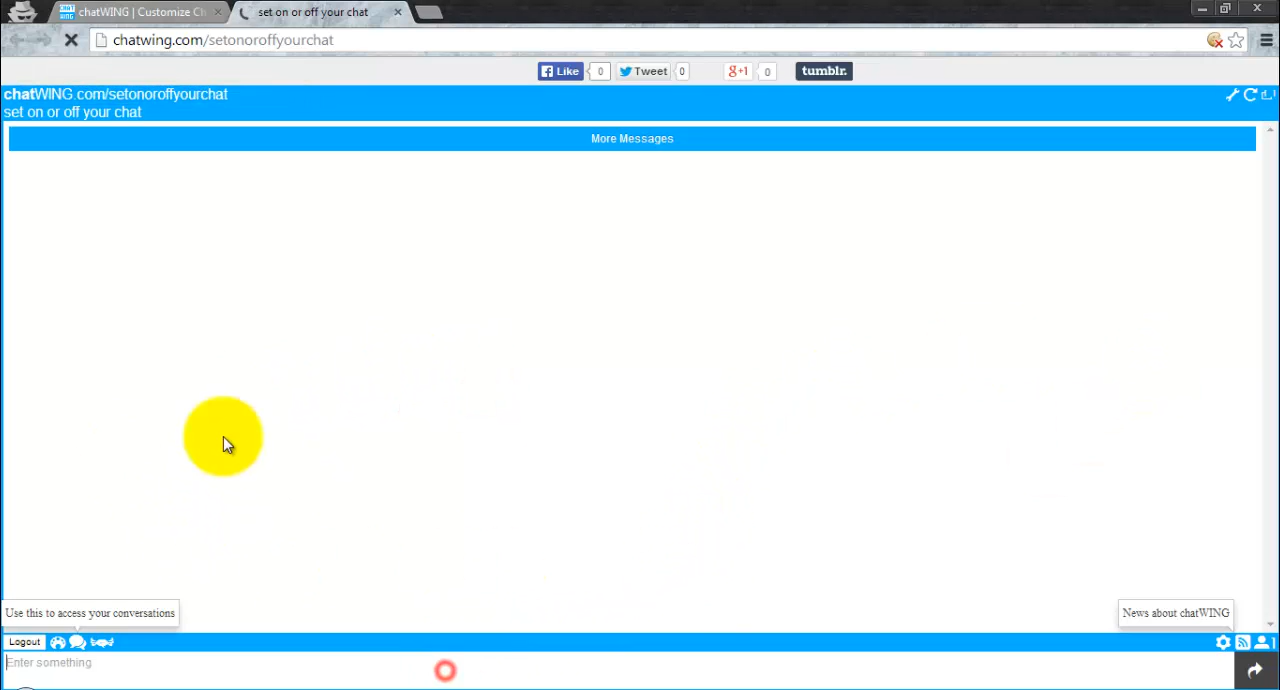 chatWING | Customize Ch
set on or off your chat
chatwing.com/setonoroffyourchat
Like 0 Tweet 0 g+1 0 tumblr.
chatWING.com/setonoroffyourchat
set on or off your chat
More Messages
Use this to access your conversations
News about chatWING
Logout
1
Enter something